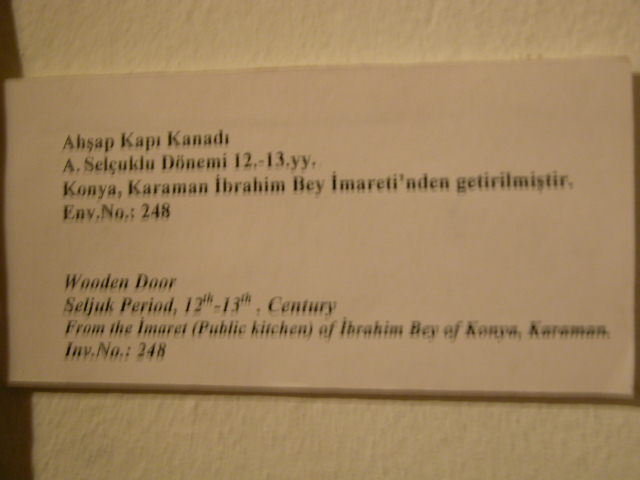 Ahşap Kapı Kanadı
A. Selçuklu Dönemi 12.-13.yy.
Konya, Karaman İbrahim Bey İmareti'nden getirilmiştir.
Env.No.: 248
Wooden Door
Seljuk Period, 12th-13th . Century
From the İmaret (Public kitchen) of İbrahim Bey of Konya, Karaman.
Inv.No.: 248